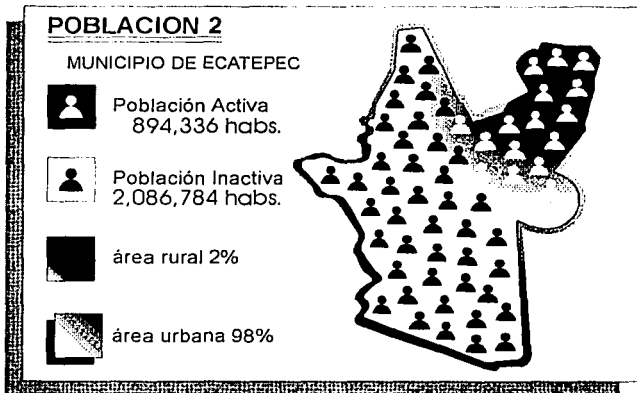 POBLACION 2
MUNICIPIO DE ECATEPEC
Población Activa
894,336 habs.
Población Inactiva
2,086,784 habs.
área rural 2%
área urbana 98%